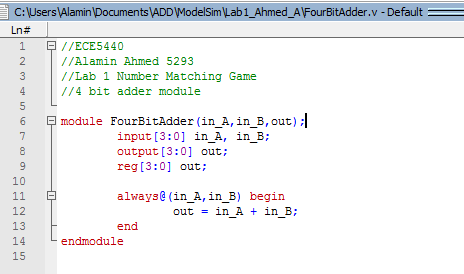 C:\Users\Alamin\Documents\ADD\ModelSim\Lab1_Ahmed_A\FourBitAdder.v - Default
Ln#
1 //ECE5440
2 //Alamin Ahmed 5293
3 //Lab 1 Number Matching Game
4 //4 bit adder module
5
6 module FourBitAdder(in_A,in_B,out);
7 input[3:0] in_A, in_B;
8 output[3:0] out;
9 reg[3:0] out;
10
11 always@(in_A,in_B) begin
12 out = in_A + in_B;
13 end
14 endmodule
15